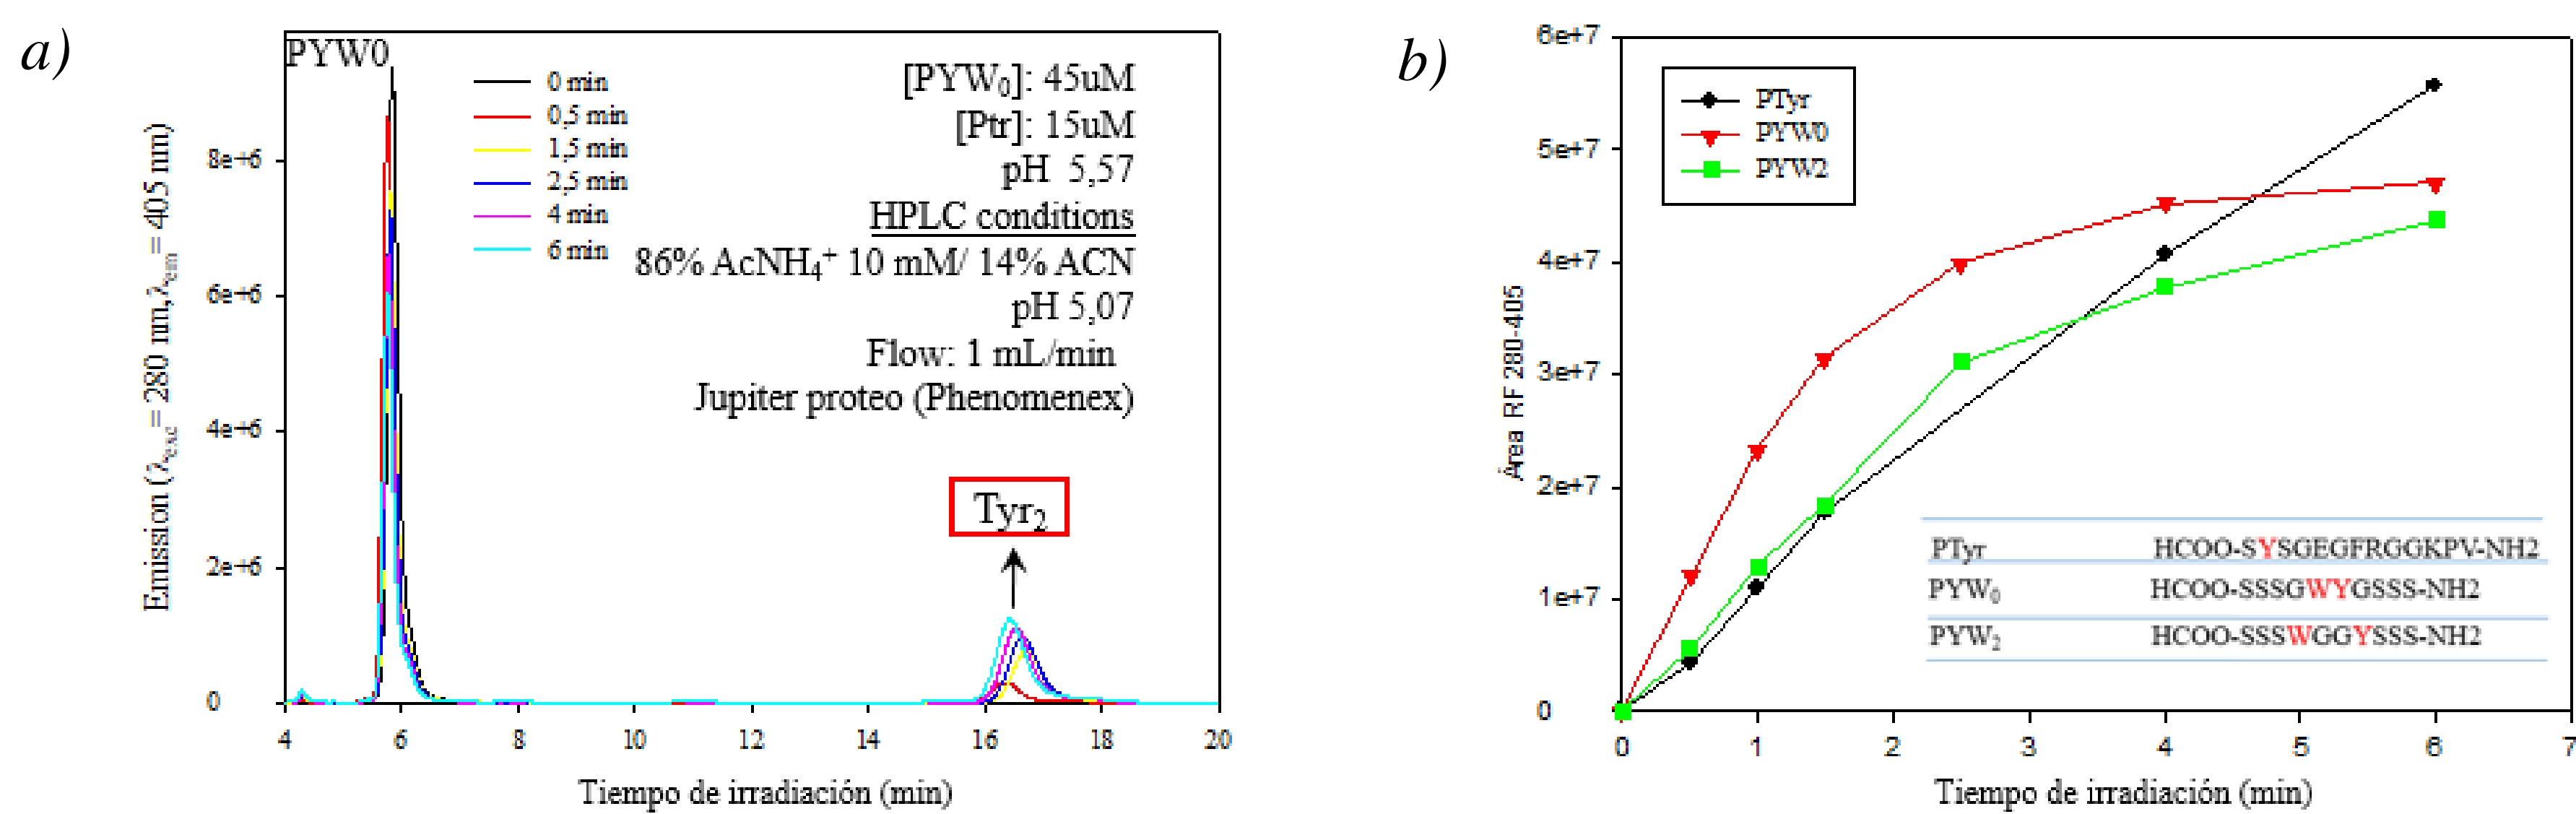 a)
PYW0
0 min
0,5 min
1,5 min
2,5 min
4 min
6 min
[PYW₀]: 45uM
[Ptr]: 15uM
pH 5,57
HPLC conditions
86% AcNH₄⁺ 10 mM/ 14% ACN
pH 5,07
Flow: 1 mL/min
Jupiter proteo (Phenomenex)
Tyr₂
Emission (λexc= 280 nm,λem= 405 nm)
8e+6
6e+6
4e+6
2e+6
0
4 6 8 10 12 14 16 18 20
Tiempo de irradiación (min)
b)
PTyr
PYW0
PYW2
Área RF 280-405
6e+7
5e+7
4e+7
3e+7
2e+7
1e+7
0
PTyr HCOO-SYSGEGFRGGKPV-NH2
PYW₀ HCOO-SSSGWYGSSS-NH2
PYW₂ HCOO-SSSWGGYSSS-NH2
0 1 2 3 4 5 6 7
Tiempo de irradiación (min)